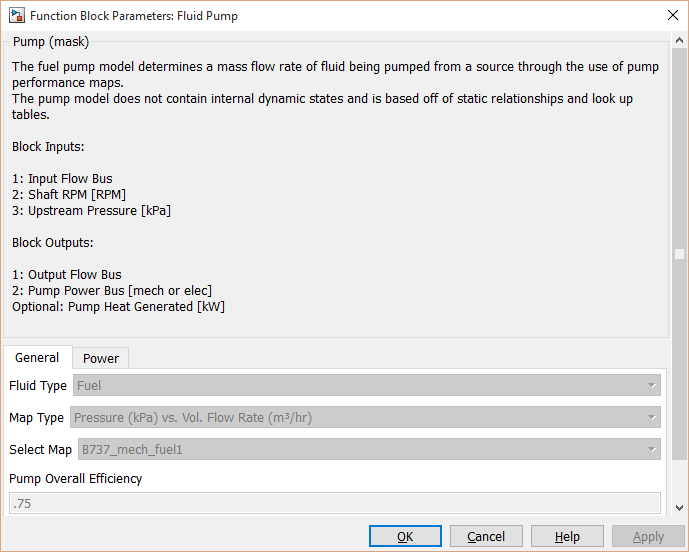 Function Block Parameters: Fluid Pump
Pump (mask)
The fuel pump model determines a mass flow rate of fluid being pumped from a source through the use of pump
performance maps.
The pump model does not contain internal dynamic states and is based off of static relationships and look up
tables.
Block Inputs:
1: Input Flow Bus
2: Shaft RPM [RPM]
3: Upstream Pressure [kPa]
Block Outputs:
1: Output Flow Bus
2: Pump Power Bus [mech or elec]
Optional: Pump Heat Generated [kW]
General Power
Fluid Type Fuel
Map Type Pressure (kPa) vs. Vol. Flow Rate (m³/hr)
Select Map B737_mech_fuel1
Pump Overall Efficiency
.75
OK Cancel Help Apply